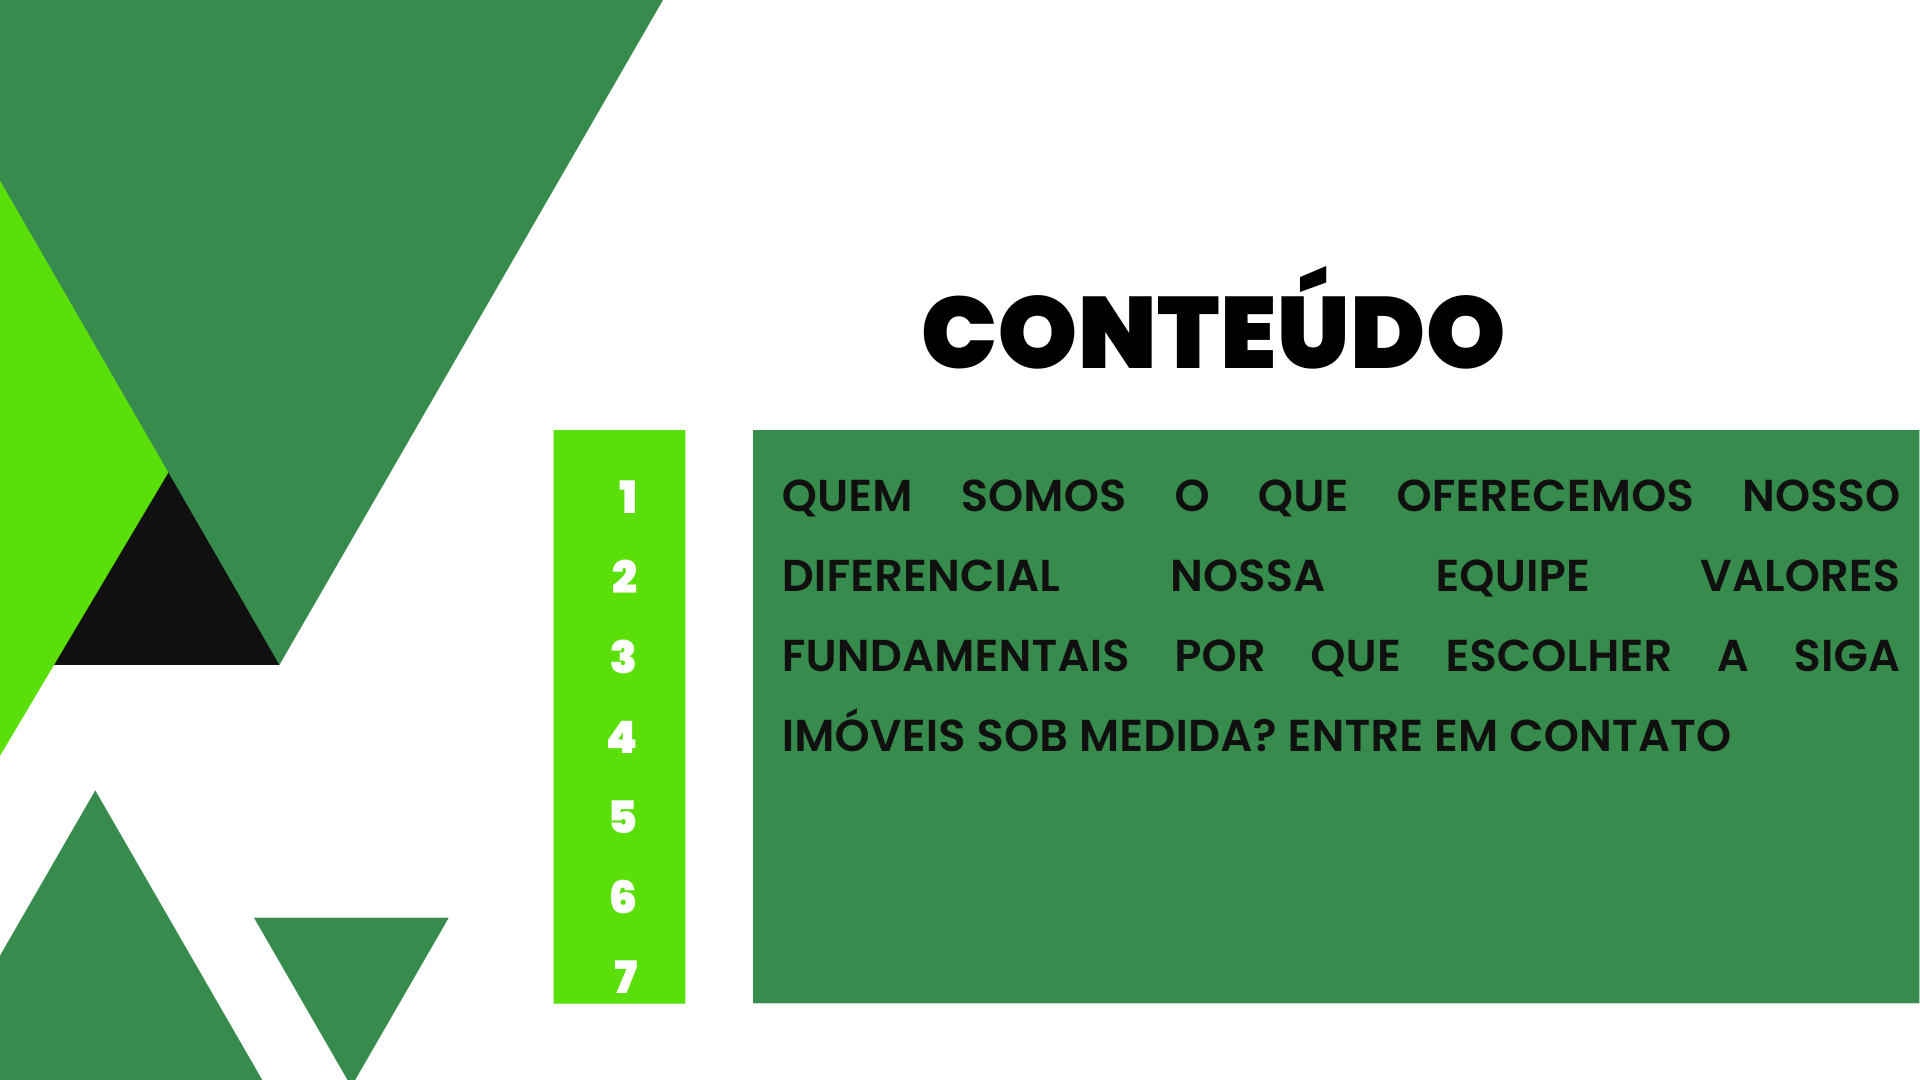 CONTEÚDO
1
2
3
4
5
6
7
QUEM SOMOS O QUE OFERECEMOS NOSSO
DIFERENCIAL NOSSA EQUIPE VALORES
FUNDAMENTAIS POR QUE ESCOLHER A SIGA
IMÓVEIS SOB MEDIDA? ENTRE EM CONTATO